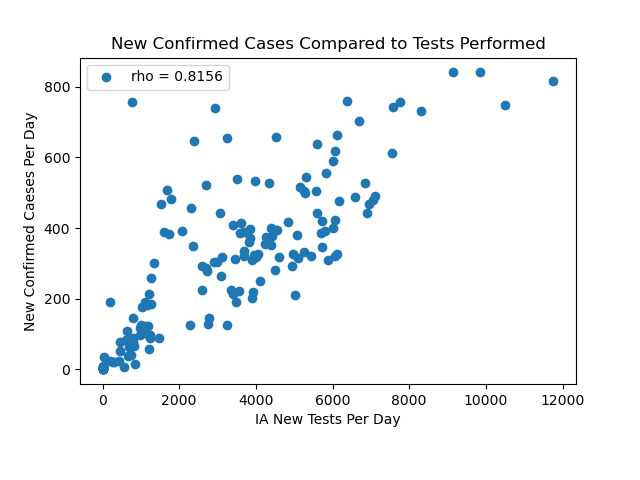 New Confirmed Cases Compared to Tests Performed
rho = 0.8156
New Confirmed Caeses Per Day
800
600
400
200
0
0 2000 4000 6000 8000 10000 12000
IA New Tests Per Day